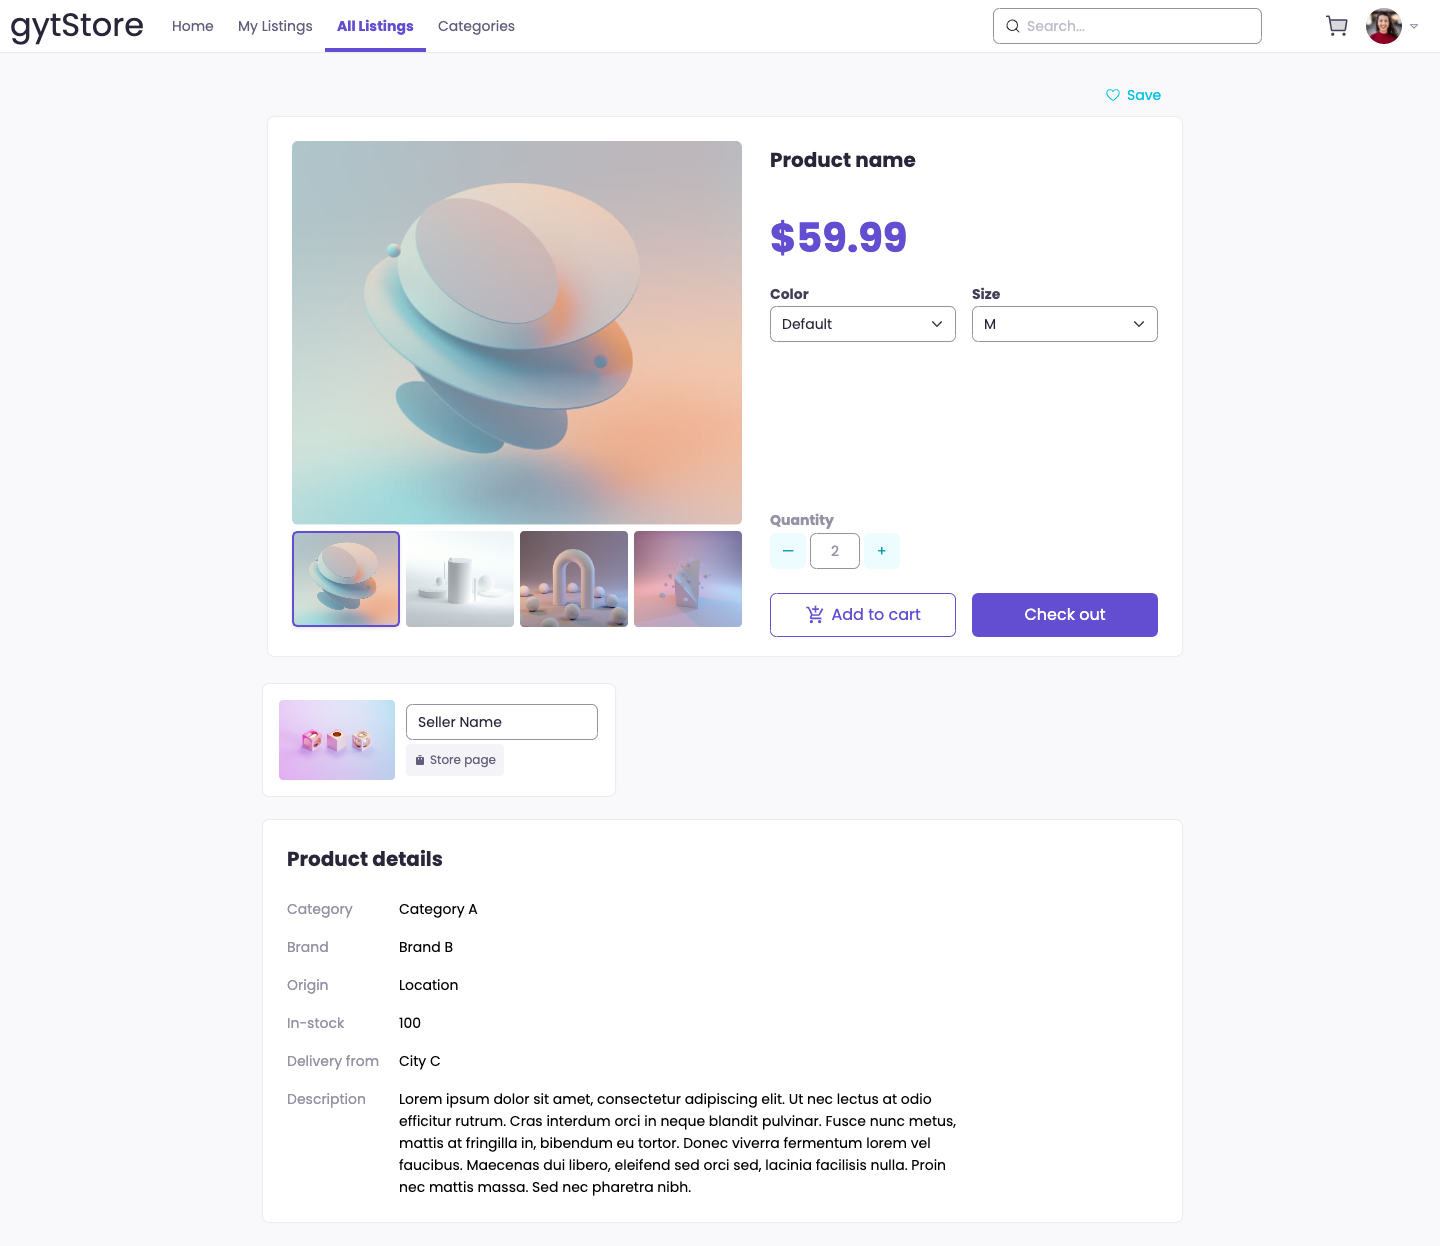 gytStore
Home
My Listings
All Listings
Categories
Search...
Save
Product name
$59.99
Color
Size
Default
M
Quantity
2
Add to cart
Check out
Seller Name
Store page
Product details
Category
Category A
Brand
Brand B
Origin
Location
In-stock
100
Delivery from
City C
Description
Lorem ipsum dolor sit amet, consectetur adipiscing elit. Ut nec lectus at odio
efficitur rutrum. Cras interdum orci in neque blandit pulvinar. Fusce nunc metus,
mattis at fringilla in, bibendum eu tortor. Donec viverra fermentum lorem vel
faucibus. Maecenas dui libero, eleifend sed orci sed, lacinia facilisis nulla. Proin
nec mattis massa. Sed nec pharetra nibh.